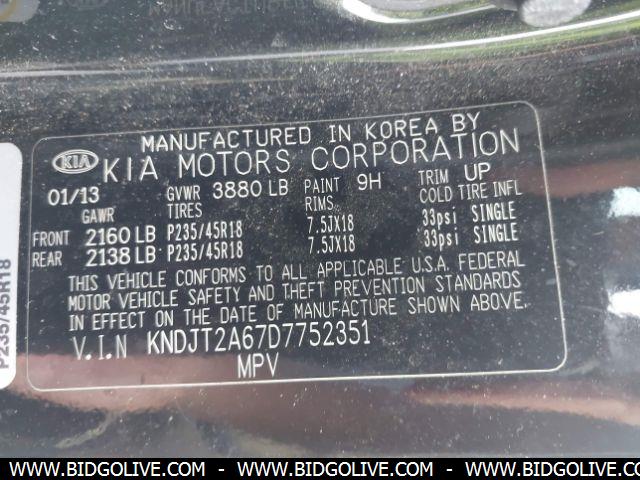 MANUFACTURED IN KOREA BY
KIA KIA MOTORS CORPORATION
01/13 GVWR 3880 LB PAINT 9H TRIM UP
GAWR TIRES RIMS COLD TIRE INFL
FRONT 2160 LB P235/45R18 7.5JX18 33psi SINGLE
REAR 2138 LB P235/45R18 7.5JX18 33psi SINGLE
THIS VEHICLE CONFORMS TO ALL APPLICABLE U.S.A. FEDERAL
MOTOR VEHICLE SAFETY AND THEFT PREVENTION STANDARDS
IN EFFECT ON THE DATE OF MANUFACTURE SHOWN ABOVE.
V.I.N KNDJT2A67D7752351
MPV
P235/45R18
WWW.BIDGOLIVE.COM - WWW.BIDGOLIVE.COM - WWW.BIDGOLIVE.COM